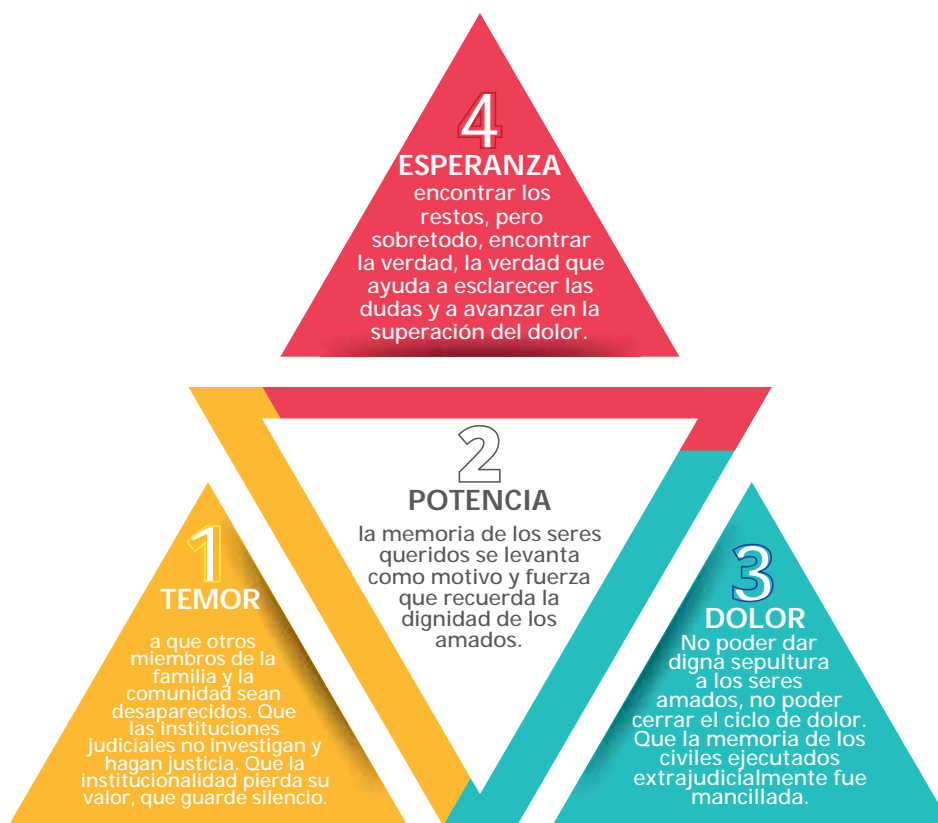 4
ESPERANZA
encontrar los
restos, pero
sobretodo, encontrar
la verdad, la verdad que
ayuda a esclarecer las
dudas y a avanzar en la
superación del dolor.
2
POTENCIA
la memoria de los seres
queridos se levanta
como motivo y fuerza
que recuerda la
dignidad de los
amados.
1
TEMOR
a que otros
miembros de la
familia y la
comunidad sean
desaparecidos. Que
las instituciones
judiciales no investigan y
hagan justicia. Que la
institucionalidad pierda su
valor, que guarde silencio.
3
DOLOR
No poder dar
digna sepultura
a los seres
amados, no poder
cerrar el ciclo de dolor.
Que la memoria de los
civiles ejecutados
extrajudicialmente fue
mancillada.